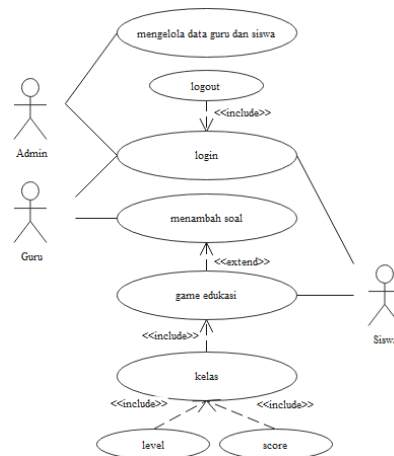 mengelola data guru dan siswa
logout
<<include>>
Admin
login
Guru
menambah soal
<<extend>>
game edukasi
Siswa
<<include>>
kelas
<<include>>
<<include>>
level
score